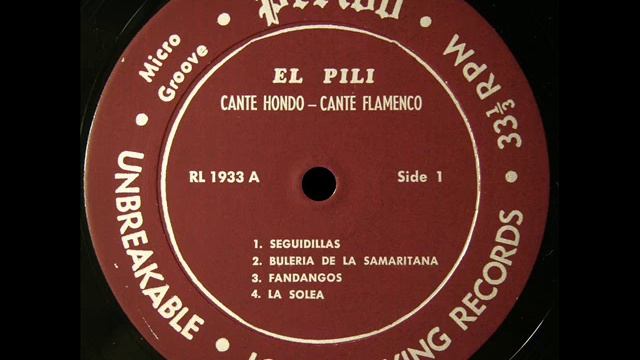 EL PILI
CANTE HONDO – CANTE FLAMENCO
RL 1933 A
Side 1
1. SEGUIDILLAS
2. BULERIA DE LA SAMARITANA
3. FANDANGOS
4. LA SOLEA
Micro
Groove
33⅓ RPM
UNBREAKABLE
RECORDS